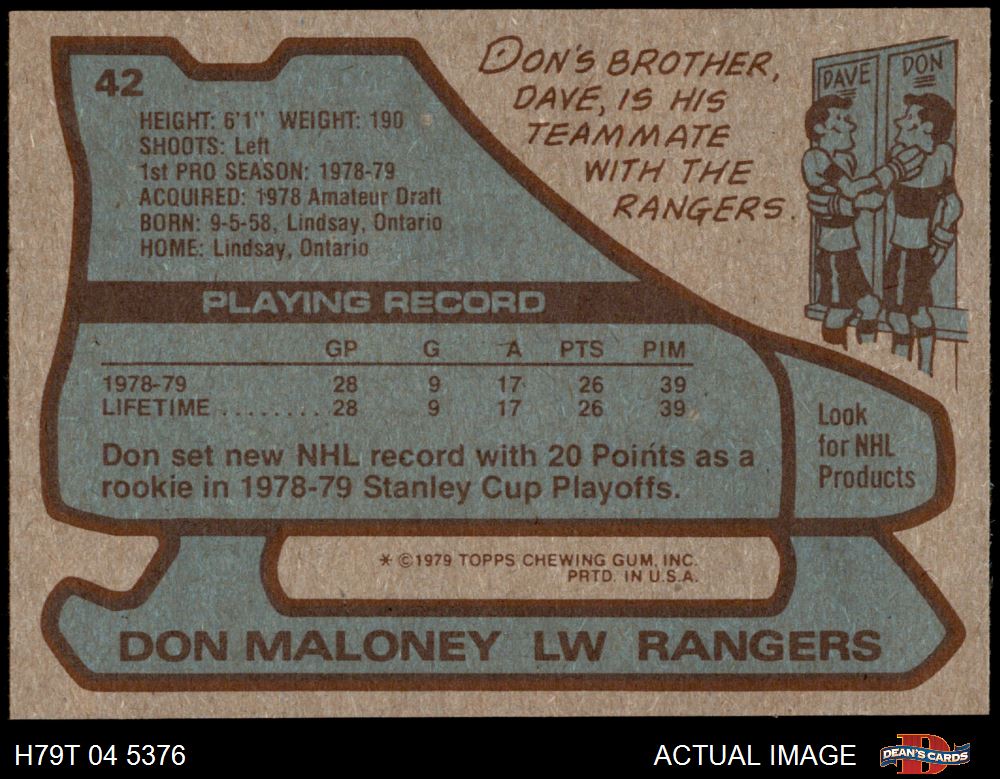 42
HEIGHT: 6'1" WEIGHT: 190
SHOOTS: Left
1st PRO SEASON: 1978-79
ACQUIRED: 1978 Amateur Draft
BORN: 9-5-58, Lindsay, Ontario
HOME: Lindsay, Ontario
DON'S BROTHER,
DAVE, IS HIS
TEAMMATE
WITH THE
RANGERS.
DAVE
DON
PLAYING RECORD
GP G A PTS PIM
1978-79 28 9 17 26 39
LIFETIME ........ 28 9 17 26 39
Don set new NHL record with 20 Points as a
rookie in 1978-79 Stanley Cup Playoffs.
Look
for NHL
Products
* ©1979 TOPPS CHEWING GUM, INC.
PRTD. IN U.S.A.
DON MALONEY LW RANGERS
H79T 04 5376
ACTUAL IMAGE
D
DEAN'S CARDS